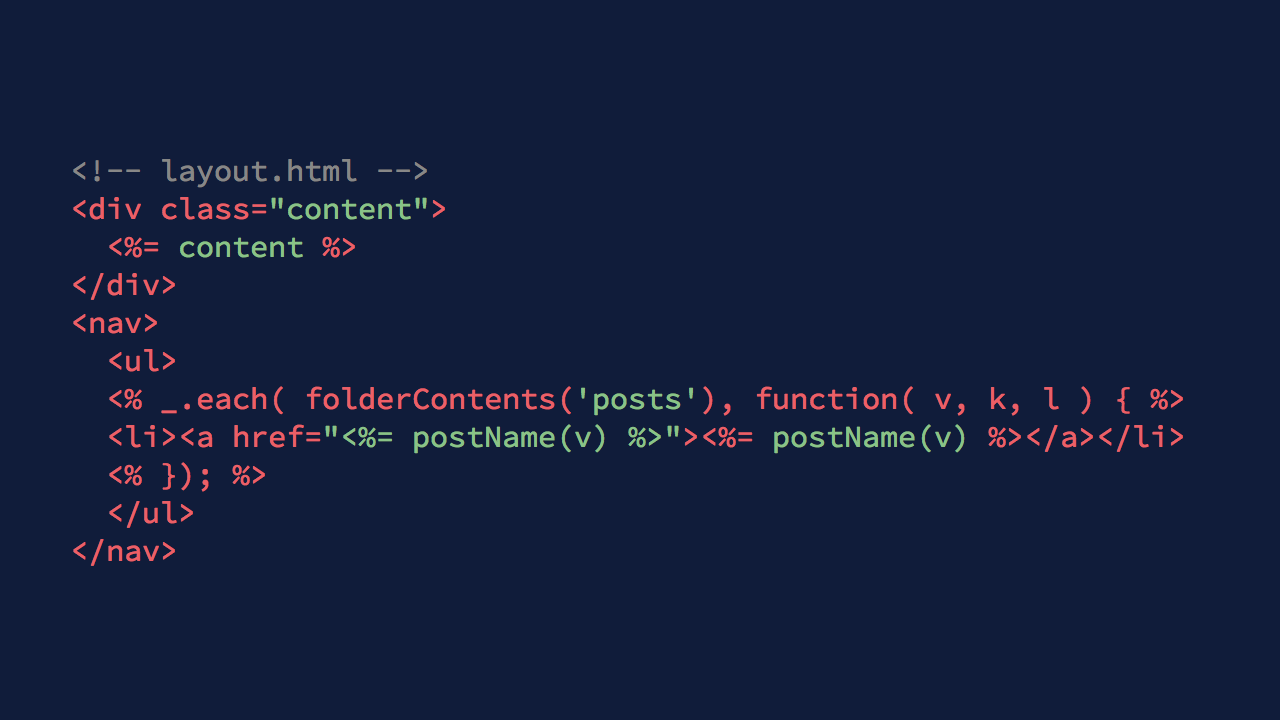 <!-- layout.html -->
<div class="content">
  <%= content %>
</div>
<nav>
  <ul>
  <% _.each( folderContents('posts'), function( v, k, l ) { %>
  <li><a href="<%= postName(v) %>"><%= postName(v) %></a></li>
  <% }); %>
  </ul>
</nav>